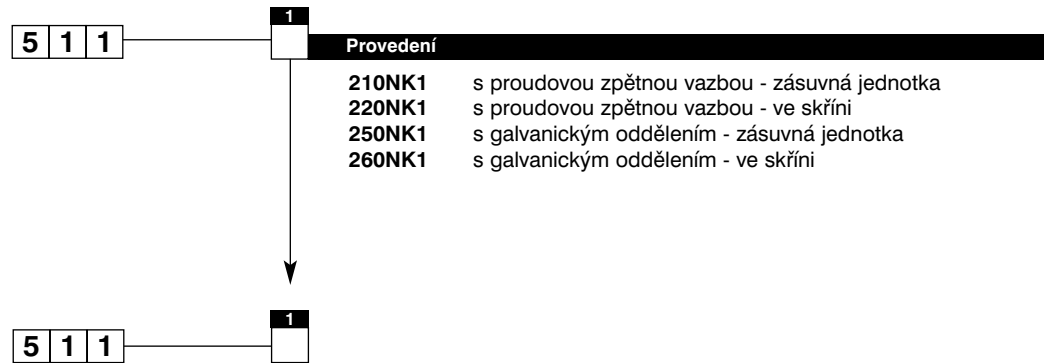 1
5 1 1
Provedení
210NK1 s proudovou zpětnou vazbou - zásuvná jednotka
220NK1 s proudovou zpětnou vazbou - ve skříni
250NK1 s galvanickým oddělením - zásuvná jednotka
260NK1 s galvanickým oddělením - ve skříni
1
5 1 1